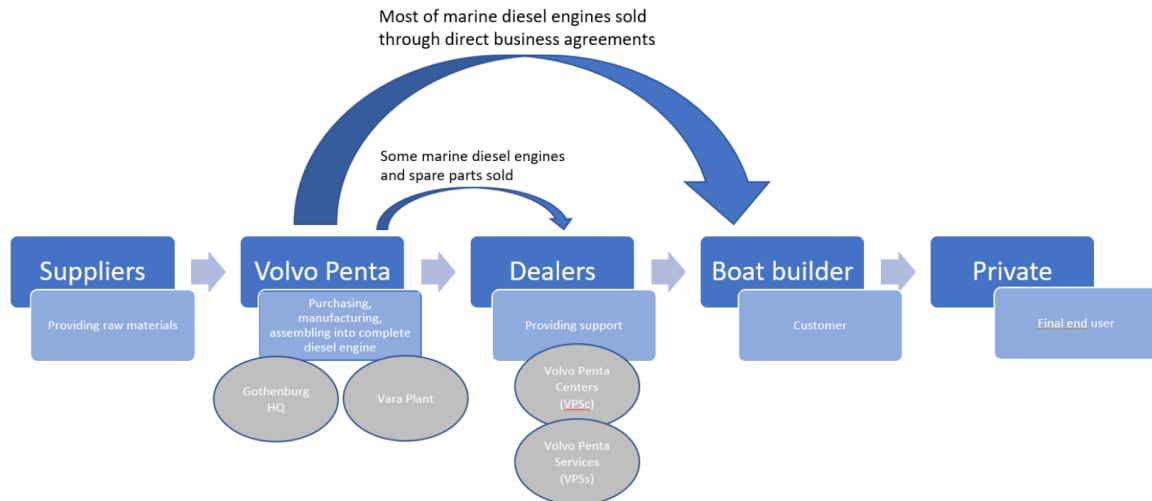 Most of marine diesel engines sold
through direct business agreements
Some marine diesel engines
and spare parts sold
Suppliers
Providing raw materials
Volvo Penta
Purchasing,
manufacturing,
assembling into complete
diesel engine
Gothenburg
HQ
Vara Plant
Dealers
Providing support
Volvo Penta
Centers
(VPSc)
Volvo Penta
Services
(VPSs)
Boat builder
Customer
Private
Final end user